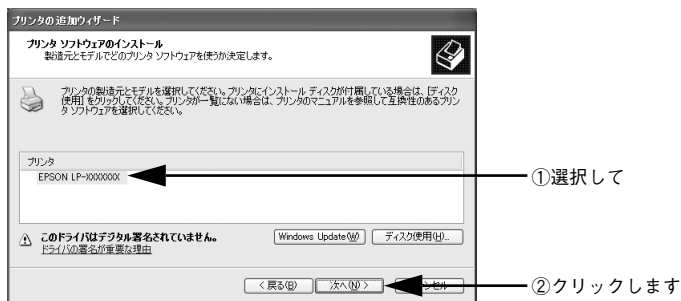 プリンタの追加ウィザード
プリンタ ソフトウェアのインストール
製造元とモデルでどのプリンタ ソフトウェアを使うか決定します。
プリンタの製造元とモデルを選択してください。プリンタにインストール ディスクが付属している場合は、[ディスク
使用] をクリックしてください。プリンタが一覧にない場合は、プリンタのマニュアルを参照して互換性のあるプリン
タ ソフトウェアを選択してください。
プリンタ
EPSON LP-XXXXXXX
①選択して
このドライバはデジタル署名されていません。
ドライバの署名が重要な理由
Windows Update(W)
ディスク使用(H)...
< 戻る(B)
次へ(N) >
②クリックします